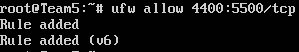 root@Team5:~# ufw allow 4400:5500/tcp
Rule added
Rule added (v6)